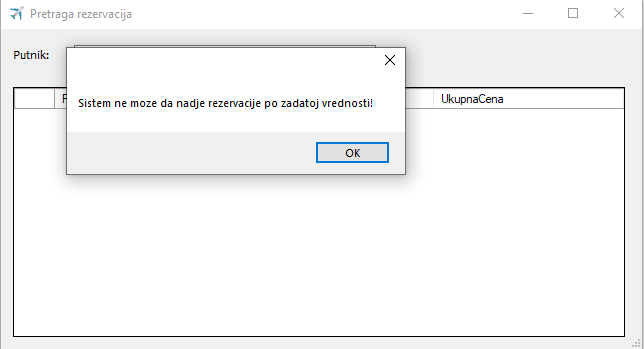 Pretraga rezervacija
Putnik:
Sistem ne moze da nadje rezervacije po zadatoj vrednosti!
OK
UkupnaCena